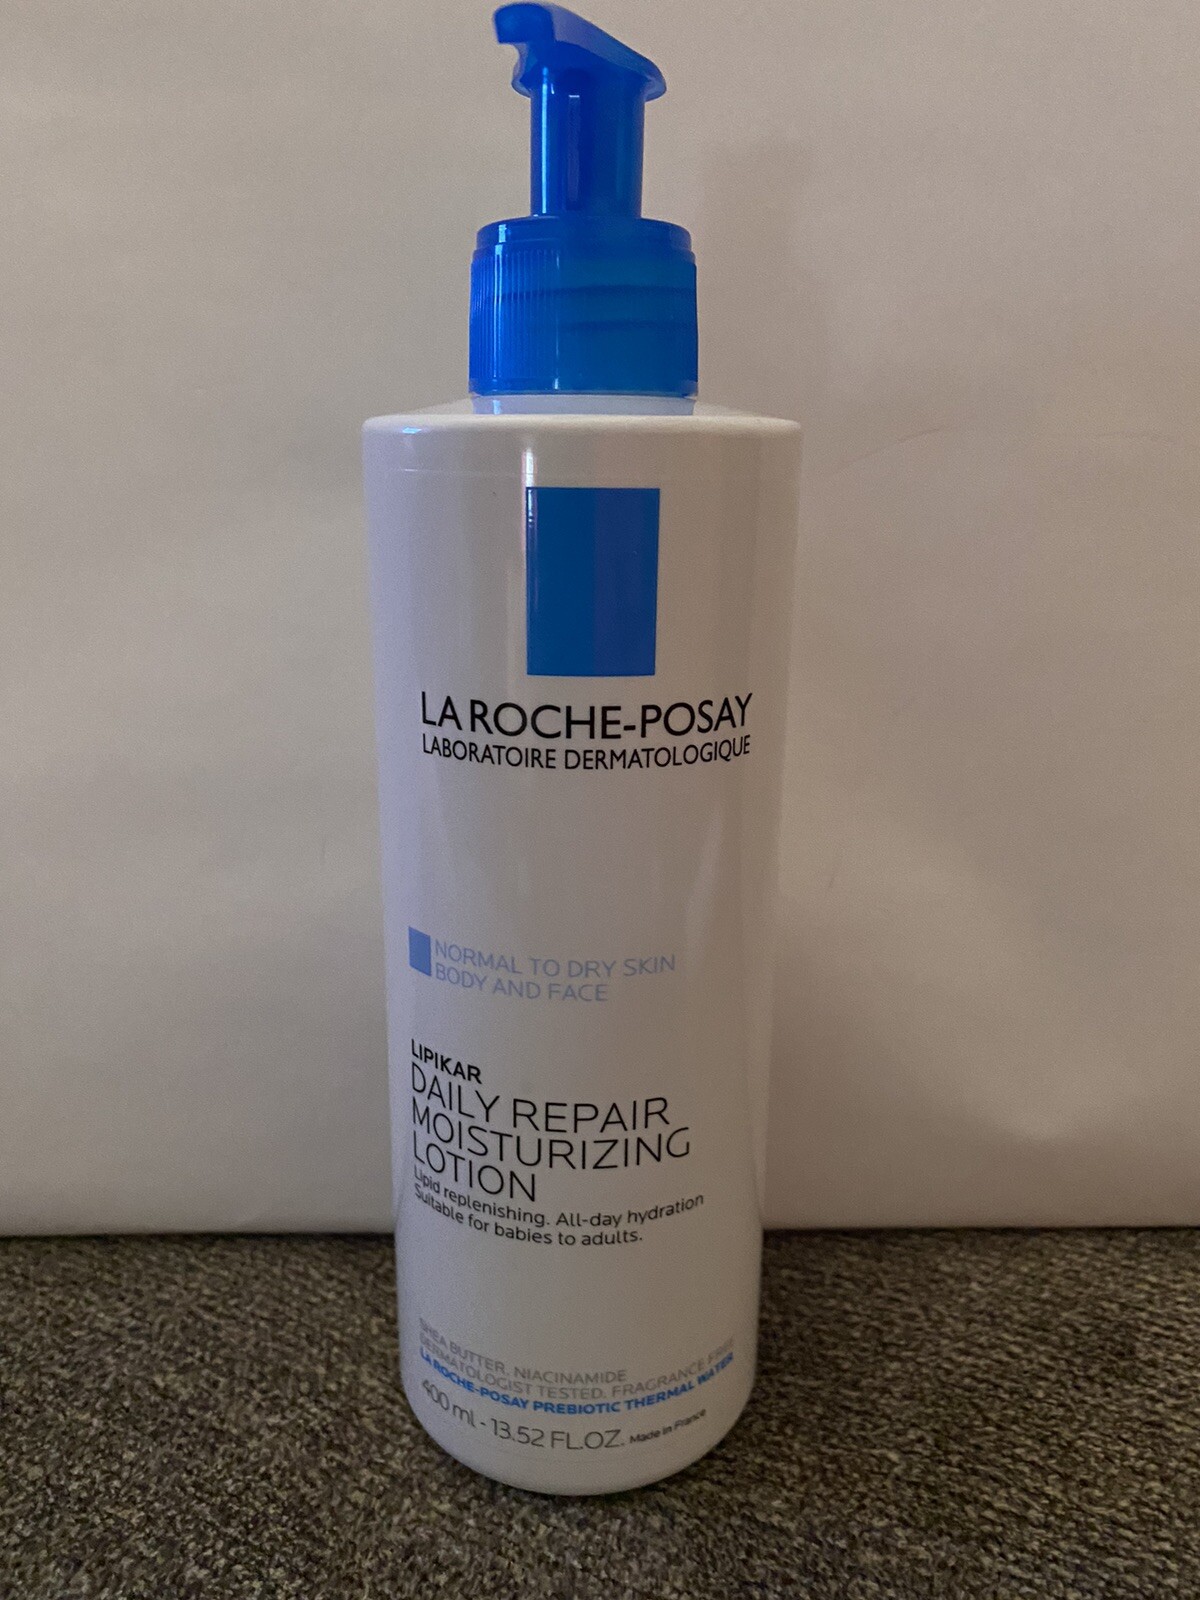 LA ROCHE-POSAY
LABORATOIRE DERMATOLOGIQUE
NORMAL TO DRY SKIN
BODY AND FACE
LIPIKAR
DAILY REPAIR
MOISTURIZING
LOTION
Lipid replenishing. All-day hydration
Suitable for babies to adults.
SHEA BUTTER, NIACINAMIDE
DERMATOLOGIST TESTED. FRAGRANCE FREE
LA ROCHE-POSAY PREBIOTIC THERMAL WATER
400 ml - 13.52 FL.OZ. Made in France